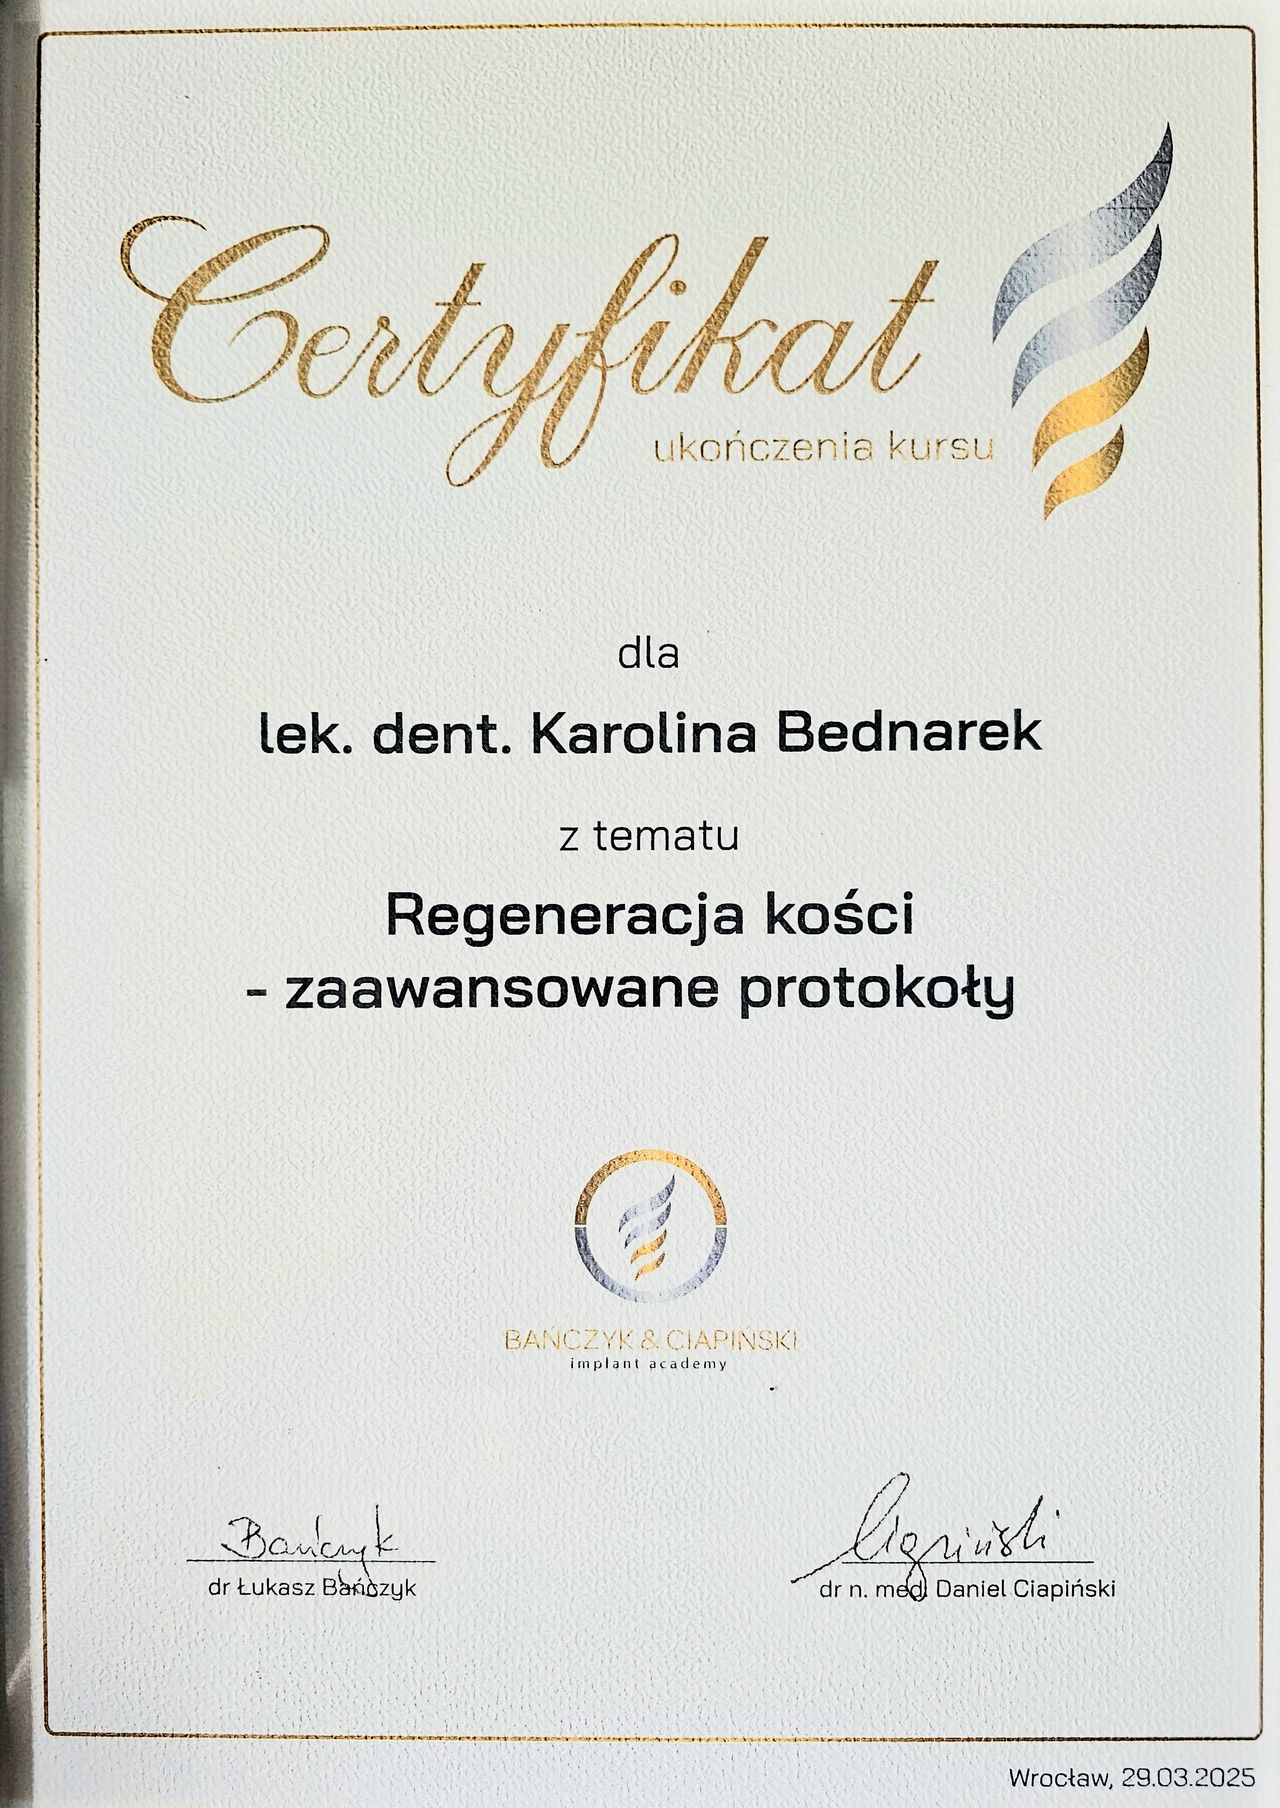 Certyfikat
ukończenia kursu
dla
lek. dent. Karolina Bednarek
z tematu
Regeneracja kości
- zaawansowane protokoły
BAŃCZYK & CIAPIŃSKI
implant academy
Bańczyk
Ciapiński
dr Łukasz Bańczyk
dr n. med. Daniel Ciapiński
Wrocław, 29.03.2025